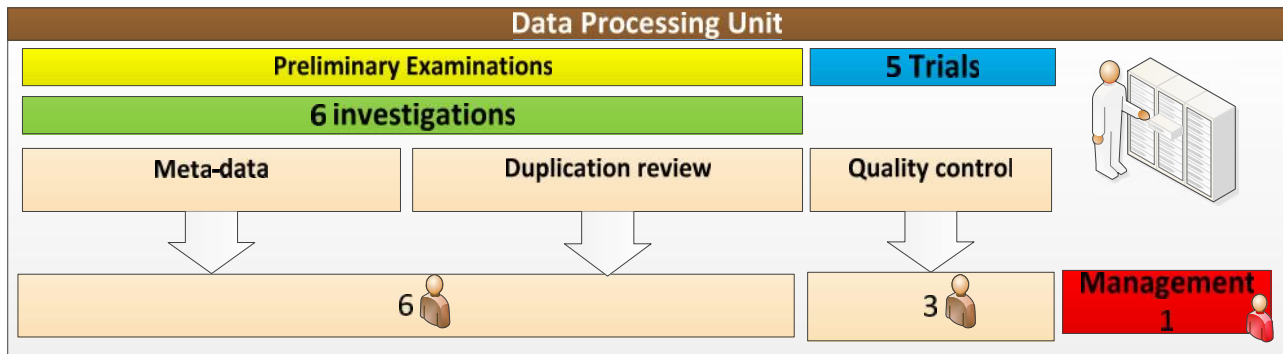 Data Processing Unit
Preliminary Examinations
5 Trials
6 investigations
Meta-data
Duplication review
Quality control
6
3
Management
1